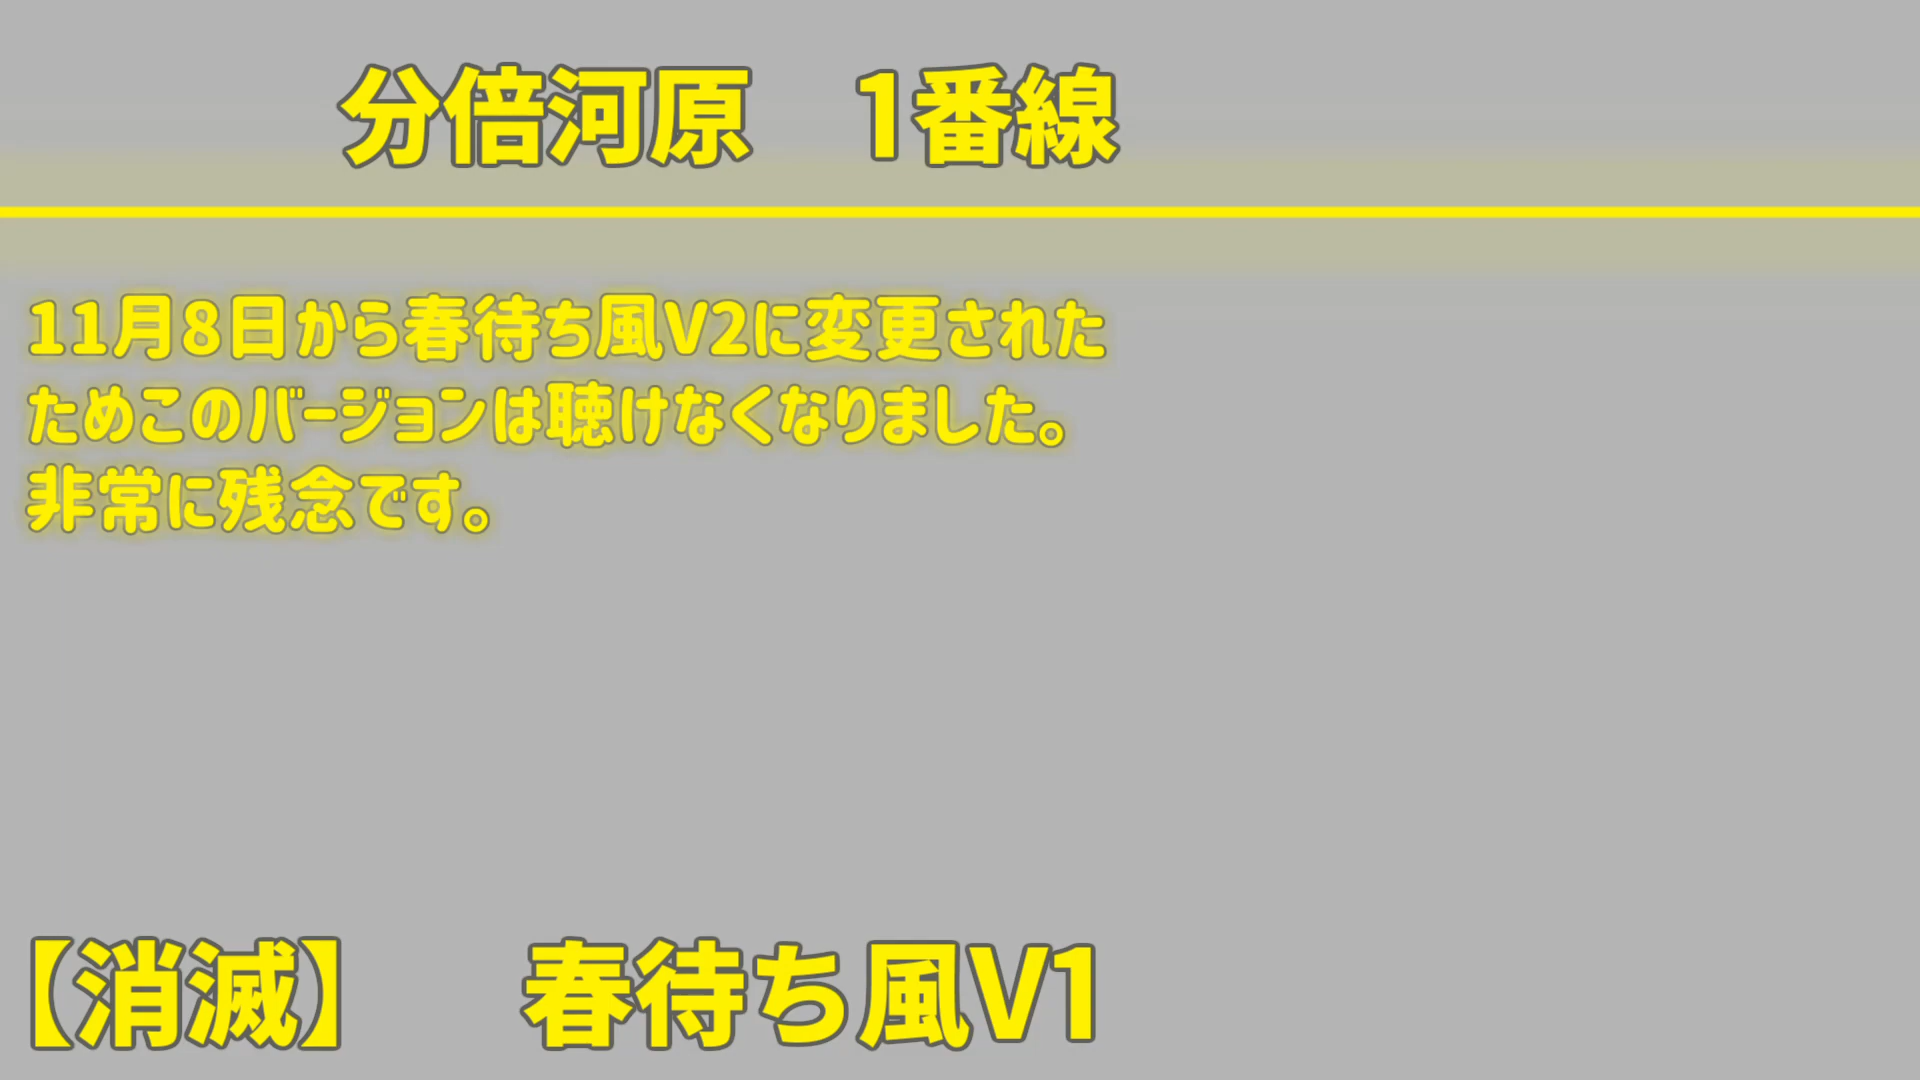 分倍河原　1番線
11月8日から春待ち風V2に変更された
ためこのバージョンは聴けなくなりました。
非常に残念です。
【消滅】　春待ち風V1